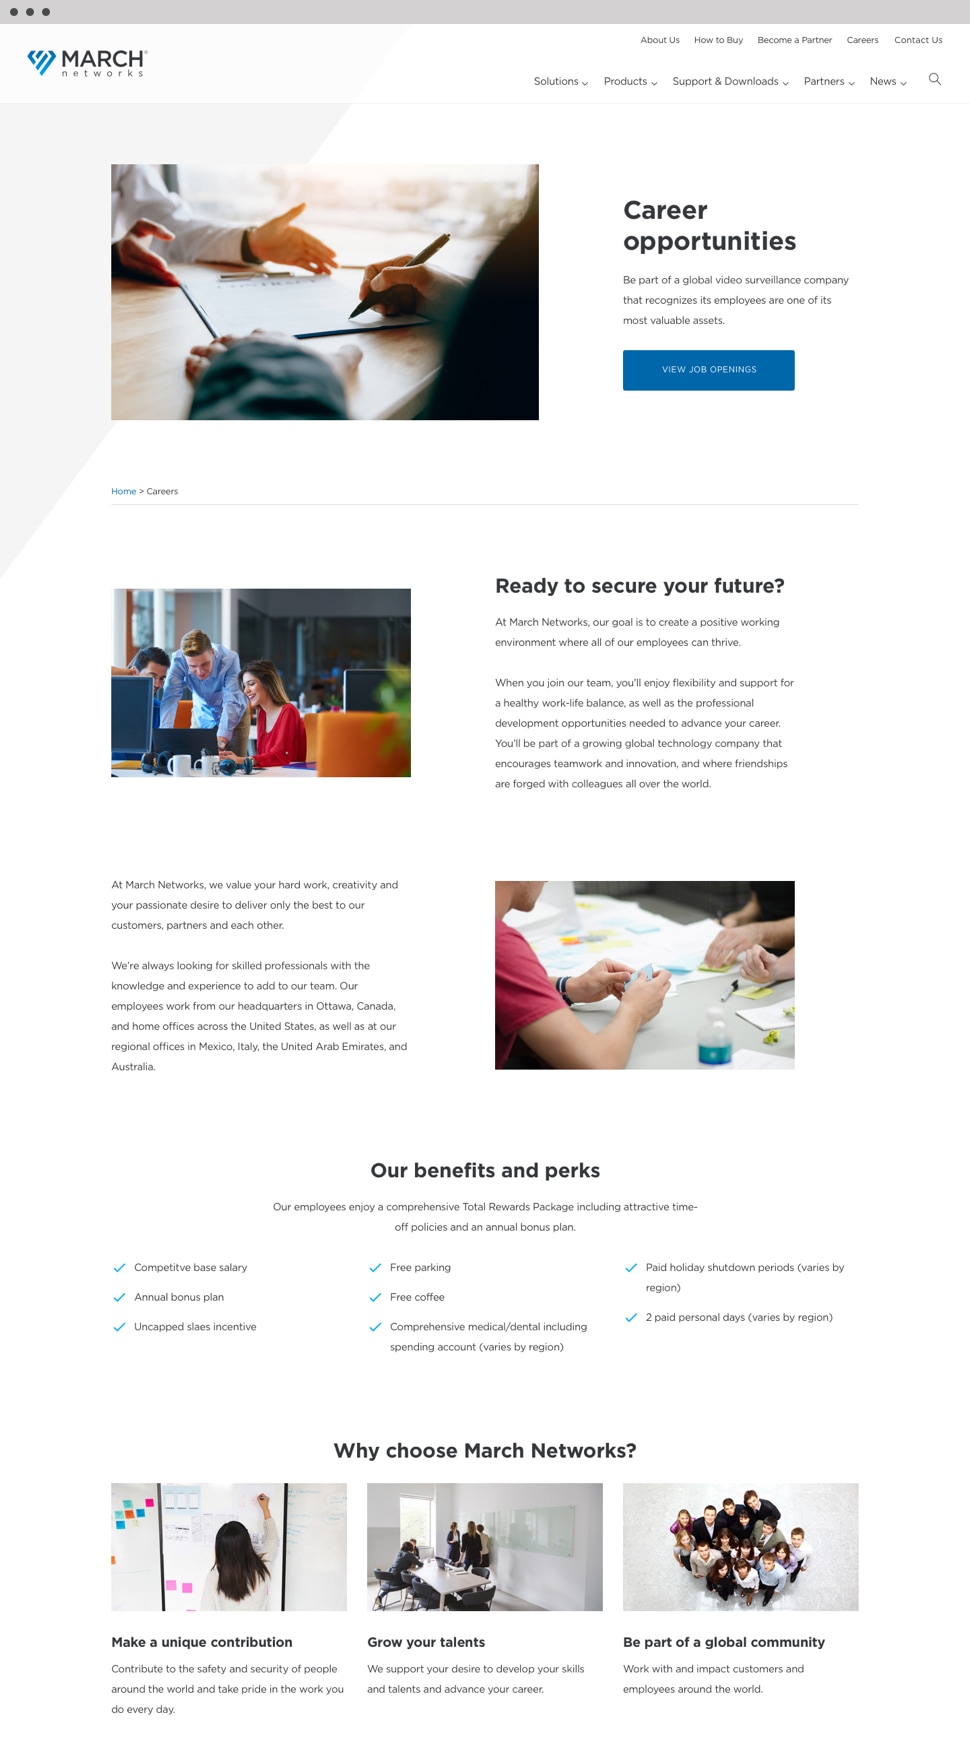 About Us How to Buy Become a Partner Careers Contact Us
MARCH
networks
Solutions Products Support & Downloads Partners News
Career
opportunities
Be part of a global video surveillance company
that recognizes its employees are one of its
most valuable assets.
VIEW JOB OPENINGS
Home > Careers
Ready to secure your future?
At March Networks, our goal is to create a positive working
environment where all of our employees can thrive.
When you join our team, you'll enjoy flexibility and support for
a healthy work-life balance, as well as the professional
development opportunities needed to advance your career.
You'll be part of a growing global technology company that
encourages teamwork and innovation, and where friendships
are forged with colleagues all over the world.
At March Networks, we value your hard work, creativity and
your passionate desire to deliver only the best to our
customers, partners and each other.
We're always looking for skilled professionals with the
knowledge and experience to add to our team. Our
employees work from our headquarters in Ottawa, Canada,
and home offices across the United States, as well as at our
regional offices in Mexico, Italy, the United Arab Emirates, and
Australia.
Our benefits and perks
Our employees enjoy a comprehensive Total Rewards Package including attractive time-
off policies and an annual bonus plan.
Competitve base salary
Annual bonus plan
Uncapped slaes incentive
Free parking
Free coffee
Comprehensive medical/dental including
spending account (varies by region)
Paid holiday shutdown periods (varies by
region)
2 paid personal days (varies by region)
Why choose March Networks?
Make a unique contribution
Contribute to the safety and security of people
around the world and take pride in the work you
do every day.
Grow your talents
We support your desire to develop your skills
and talents and advance your career.
Be part of a global community
Work with and impact customers and
employees around the world.